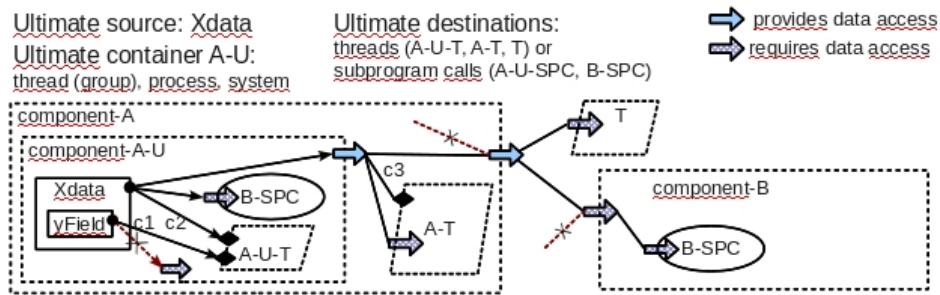 Ultimate source: Xdata
Ultimate container A-U:
thread (group), process, system
Ultimate destinations:
threads (A-U-T, A-T, T) or
subprogram calls (A-U-SPC, B-SPC)
provides data access
requires data access
component-A
component-A-U
Xdata
yField
c1 c2
B-SPC
A-U-T
c3
A-T
T
component-B
B-SPC